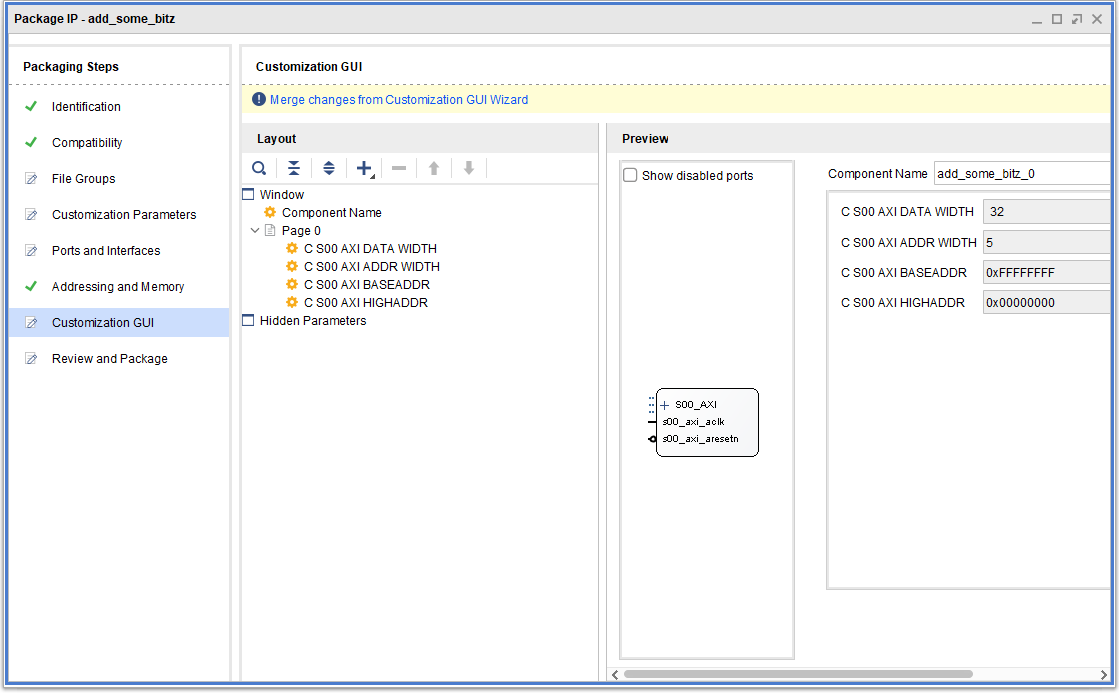 Package IP - add_some_bitz
Packaging Steps
Identification
Compatibility
File Groups
Customization Parameters
Ports and Interfaces
Addressing and Memory
Customization GUI
Review and Package
Customization GUI
Merge changes from Customization GUI Wizard
Layout
Window
Component Name
Page 0
C S00 AXI DATA WIDTH
C S00 AXI ADDR WIDTH
C S00 AXI BASEADDR
C S00 AXI HIGHADDR
Hidden Parameters
Preview
Show disabled ports
S00_AXI
s00_axi_aclk
s00_axi_aresetn
Component Name add_some_bitz_0
C S00 AXI DATA WIDTH 32
C S00 AXI ADDR WIDTH 5
C S00 AXI BASEADDR 0xFFFFFFFF
C S00 AXI HIGHADDR 0x00000000